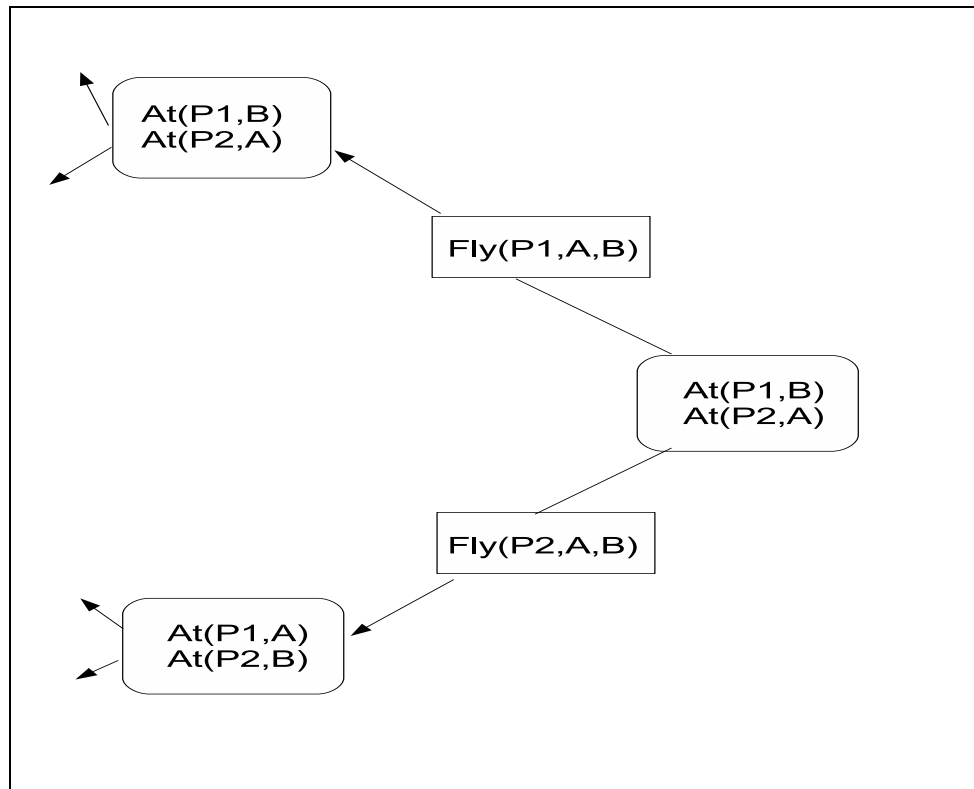 At(P1,B)
At(P2,A)
Fly(P1,A,B)
At(P1,B)
At(P2,A)
Fly(P2,A,B)
At(P1,A)
At(P2,B)